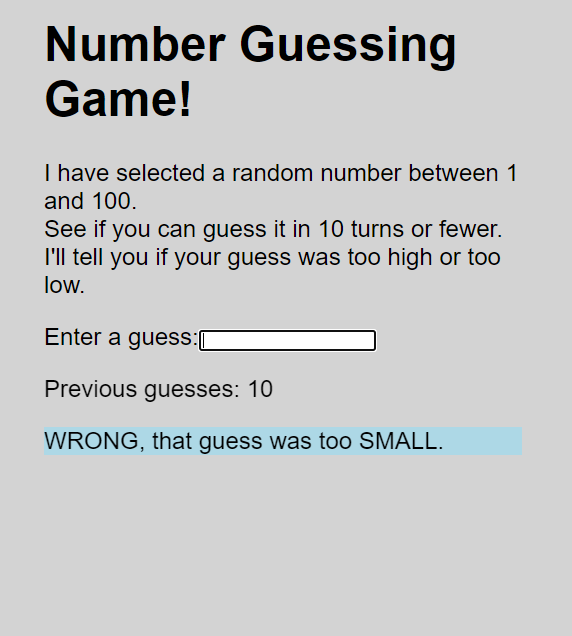 Number Guessing
Game!
I have selected a random number between 1
and 100.
See if you can guess it in 10 turns or fewer.
I'll tell you if your guess was too high or too
low.
Enter a guess:
Previous guesses: 10
WRONG, that guess was too SMALL.